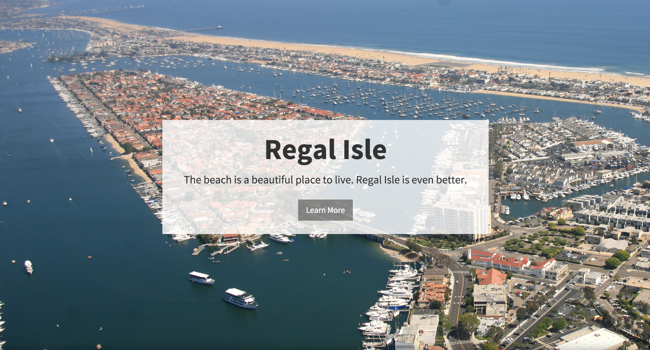 Regal Isle
The beach is a beautiful place to live. Regal Isle is even better.
Learn More